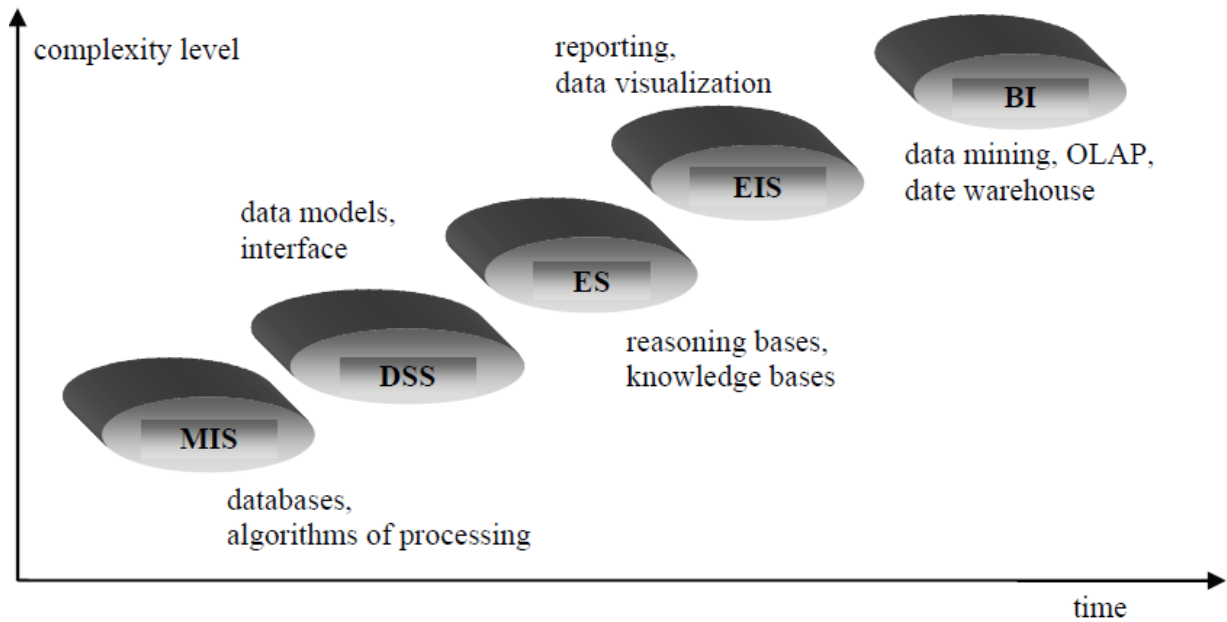 complexity level
reporting,
data visualization
BI
data mining, OLAP,
date warehouse
EIS
data models,
interface
ES
reasoning bases,
knowledge bases
DSS
MIS
databases,
algorithms of processing
time